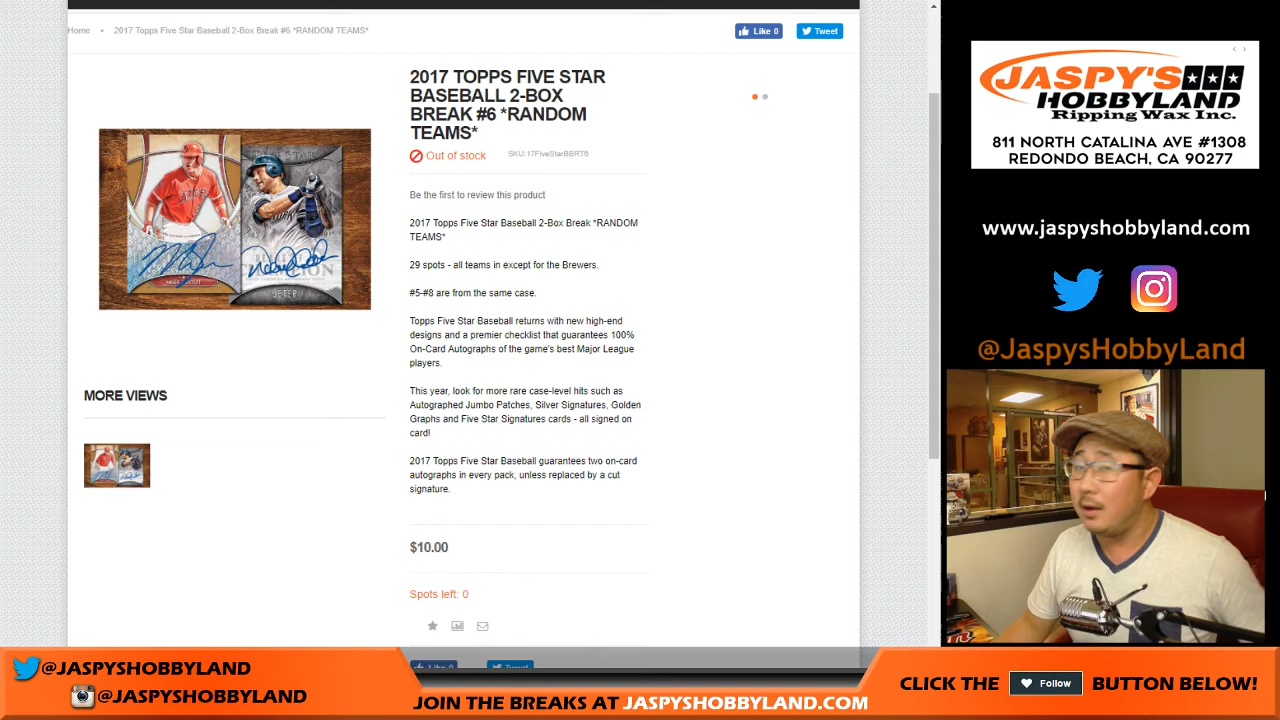 Home • 2017 Topps Five Star Baseball 2-Box Break #6 *RANDOM TEAMS*
Like 0
Tweet
2017 TOPPS FIVE STAR
BASEBALL 2-BOX
BREAK #6 *RANDOM
TEAMS*
Out of stock
SKU:17FiveStarBBRT6
Be the first to review this product
2017 Topps Five Star Baseball 2-Box Break *RANDOM
TEAMS*
29 spots - all teams in except for the Brewers.
#5-#8 are from the same case.
Topps Five Star Baseball returns with new high-end
designs and a premier checklist that guarantees 100%
On-Card Autographs of the game's best Major League
players.
This year, look for more rare case-level hits such as
Autographed Jumbo Patches, Silver Signatures, Golden
Graphs and Five Star Signatures cards - all signed on
card!
2017 Topps Five Star Baseball guarantees two on-card
autographs in every pack, unless replaced by a cut
signature.
$10.00
Spots left: 0
Like 0
Tweet
MORE VIEWS
MIKE TROUT
JETER
JASPY'S
HOBBYLAND
Ripping Wax Inc.
811 NORTH CATALINA AVE #1308
REDONDO BEACH, CA 90277
www.jaspyshobbyland.com
@JaspysHobbyLand
@JASPYSHOBBYLAND
@JASPYSHOBBYLAND
JOIN THE BREAKS AT JASPYSHOBBYLAND.COM
CLICK THE Follow BUTTON BELOW!